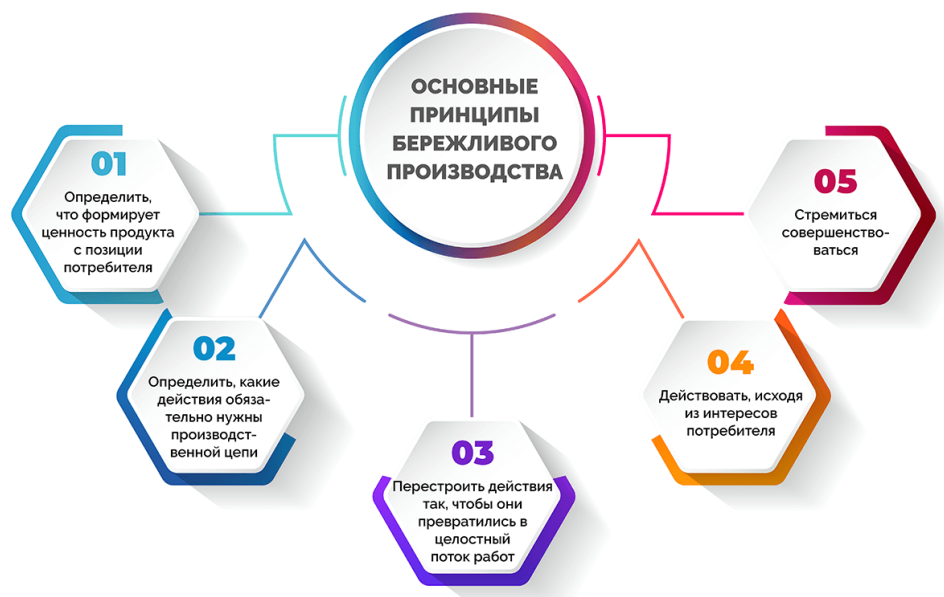 ОСНОВНЫЕ
ПРИНЦИПЫ
БЕРЕЖЛИВОГО
ПРОИЗВОДСТВА
01
Определить,
что формирует
ценность продукта
с позиции
потребителя
02
Определить, какие
действия обяза-
тельно нужны
производст-
венной цепи
03
Перестроить действия
так, чтобы они
превратились в
целостный
поток работ
04
Действовать, исходя
из интересов
потребителя
05
Стремиться
совершенство-
ваться